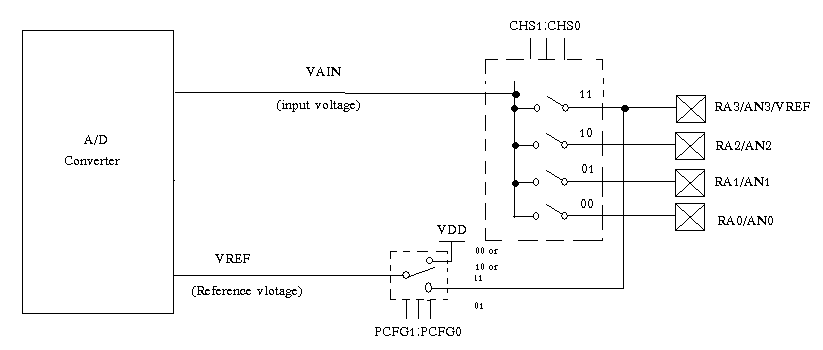 CHS1:CHS0
VAIN
(input voltage)
11
RA3/AN3/VREF
A/D
Converter
10
RA2/AN2
01
RA1/AN1
00
RA0/AN0
VDD
VREF
(Reference vlotage)
00 or
10 or
11
01
PCFG1:PCFG0